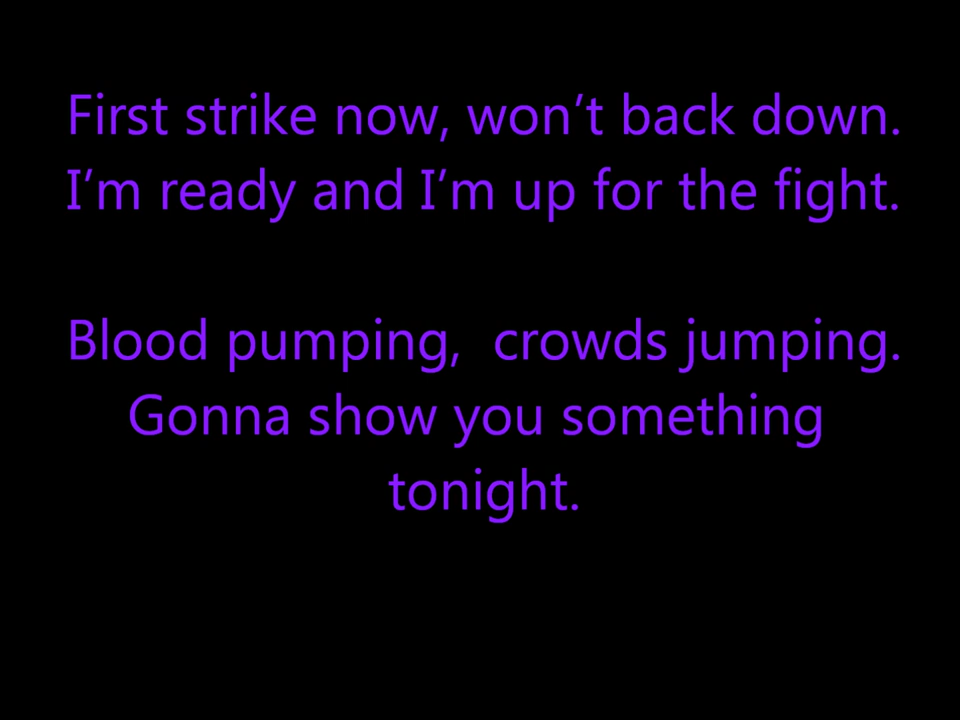 First strike now, won’t back down.
I’m ready and I’m up for the fight.
Blood pumping,  crowds jumping.
Gonna show you something
tonight.